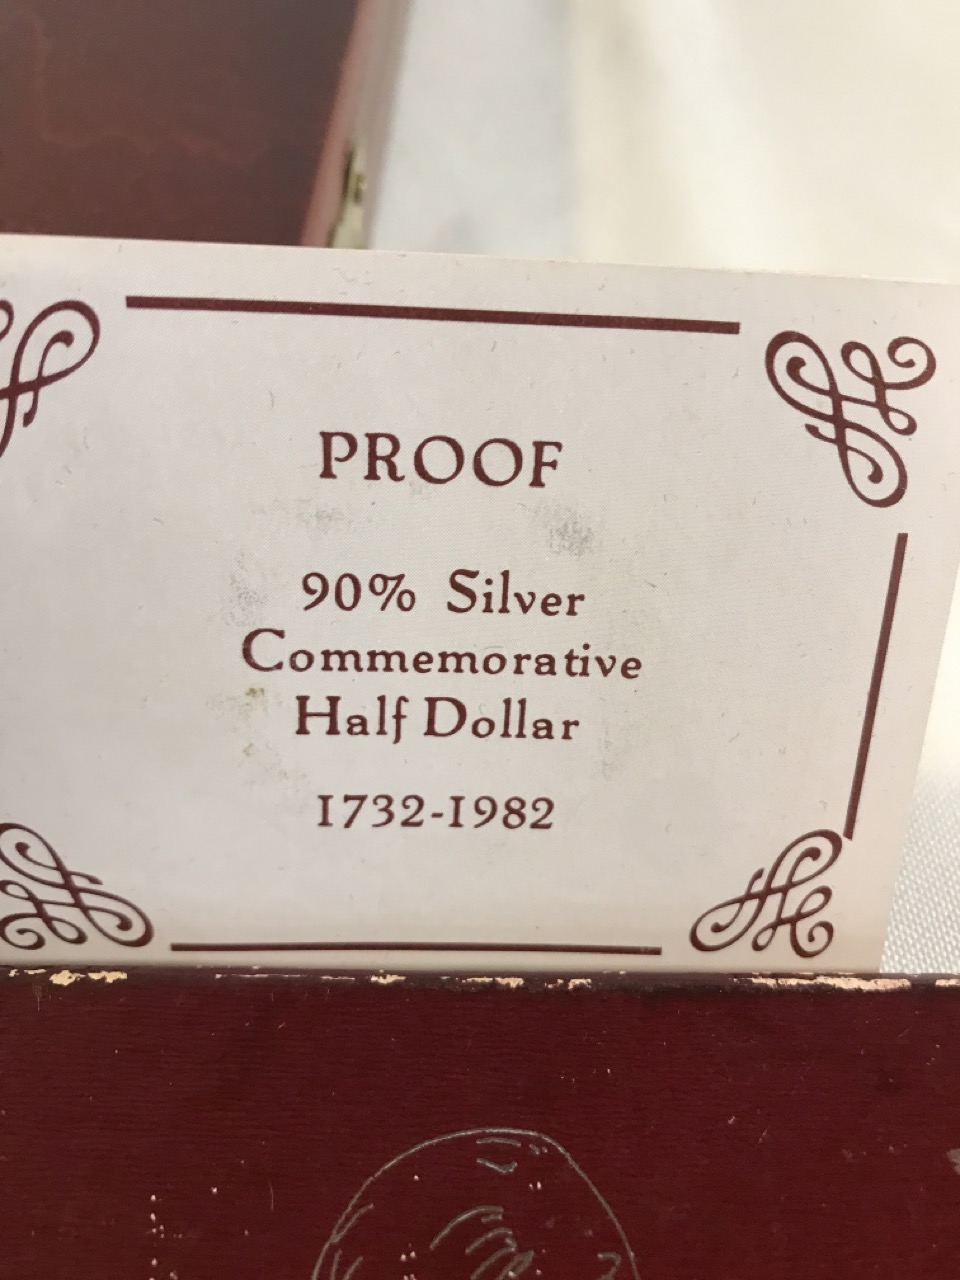 PROOF
90% Silver
Commemorative
Half Dollar
1732-1982